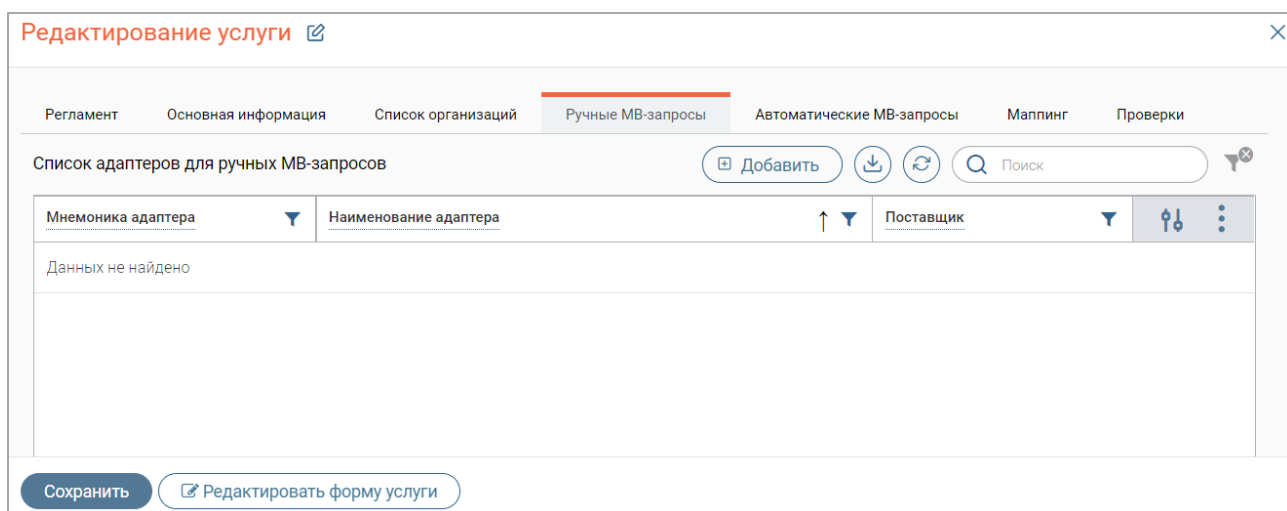 Редактирование услуги
Регламент Основная информация Список организаций Ручные МВ-запросы Автоматические МВ-запросы Маппинг Проверки
Список адаптеров для ручных МВ-запросов Добавить Поиск
Мнемоника адаптера Наименование адаптера Поставщик
Данных не найдено
Сохранить Редактировать форму услуги